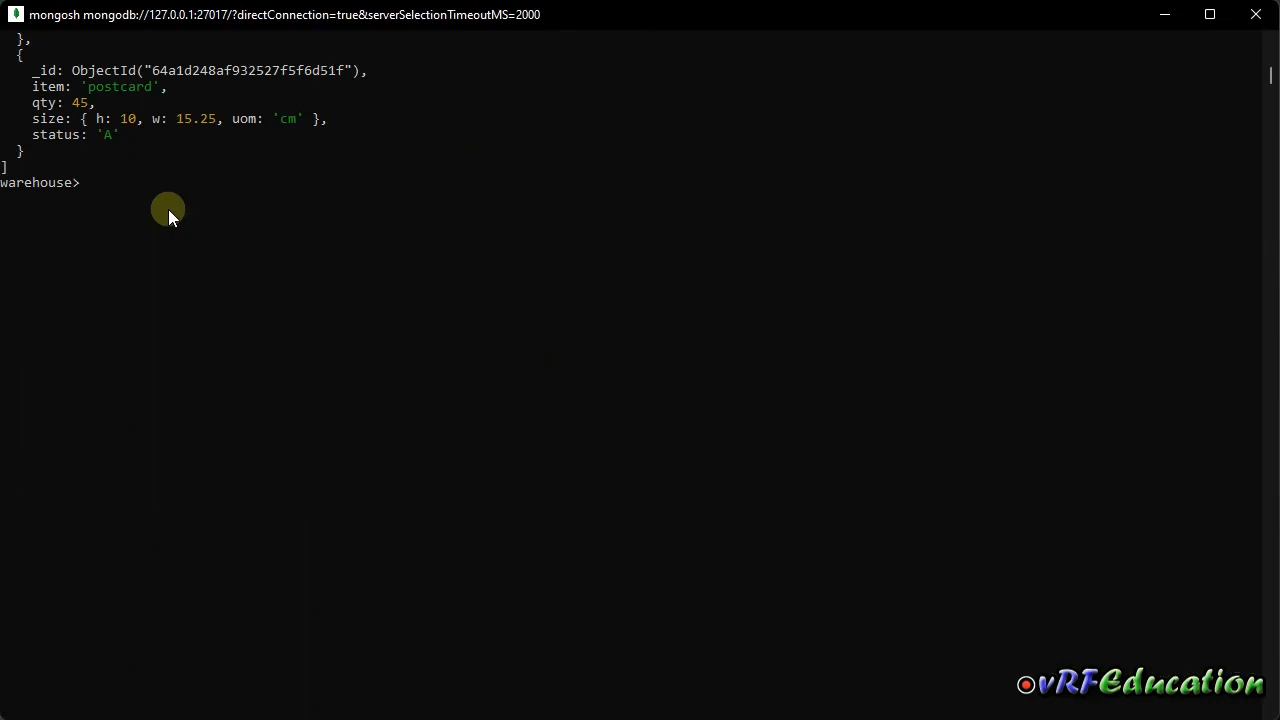 mongosh mongodb://127.0.0.1:27017/?directConnection=true&serverSelectionTimeoutMS=2000
},
{
_id: ObjectId("64a1d248af932527f5f6d51f"),
item: 'postcard',
qty: 45,
size: { h: 10, w: 15.25, uom: 'cm' },
status: 'A'
}
]
warehouse>
vRFEducation